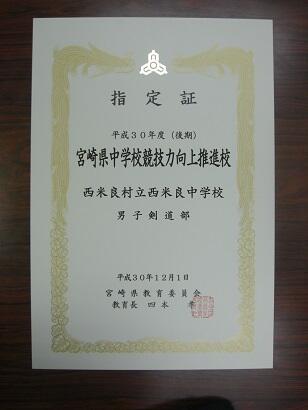 指定証
平成30年度（後期）
宮崎県中学校競技力向上推進校
西米良村立西米良中学校
男子剣道部
平成30年12月1日
宮崎県教育委員会
教育長 四本 孝